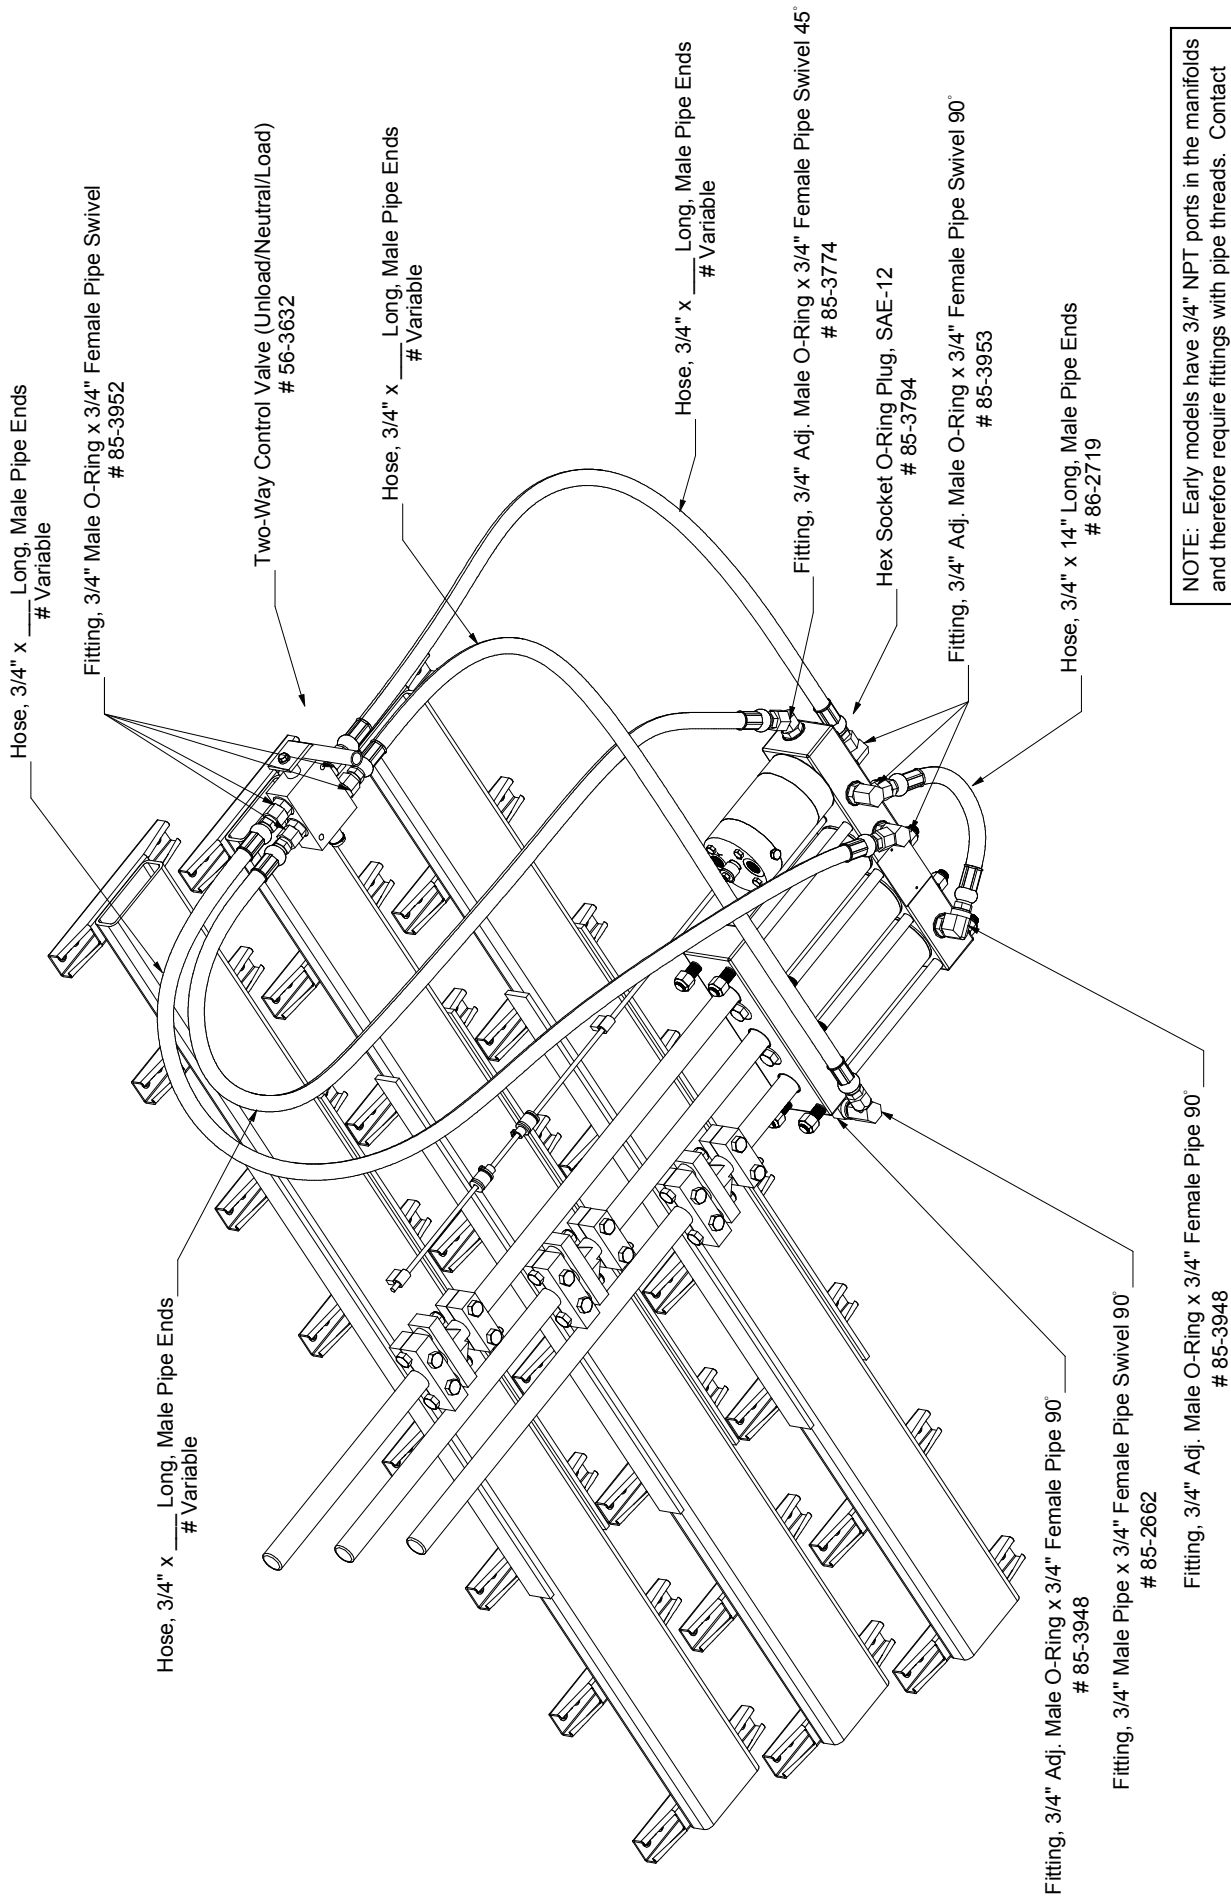 Hose, 3/4" x ___ Long, Male Pipe Ends
# Variable
Fitting, 3/4" Male O-Ring x 3/4" Female Pipe Swivel
# 85-3952
Two-Way Control Valve (Unload/Neutral/Load)
# 56-3632
Hose, 3/4" x ___ Long, Male Pipe Ends
# Variable
Hose, 3/4" x ___ Long, Male Pipe Ends
# Variable
Fitting, 3/4" Adj. Male O-Ring x 3/4" Female Pipe Swivel 45°
# 85-3774
Hex Socket O-Ring Plug, SAE-12
# 85-3794
Fitting, 3/4" Adj. Male O-Ring x 3/4" Female Pipe Swivel 90°
# 85-3953
Hose, 3/4" x 14" Long, Male Pipe Ends
# 86-2719
NOTE: Early models have 3/4" NPT ports in the manifolds
and therefore require fittings with pipe threads. Contact
Hose, 3/4" x ___ Long, Male Pipe Ends
# Variable
Fitting, 3/4" Adj. Male O-Ring x 3/4" Female Pipe 90°
# 85-3948
Fitting, 3/4" Male Pipe x 3/4" Female Pipe Swivel 90°
# 85-2662
Fitting, 3/4" Adj. Male O-Ring x 3/4" Female Pipe 90°
# 85-3948